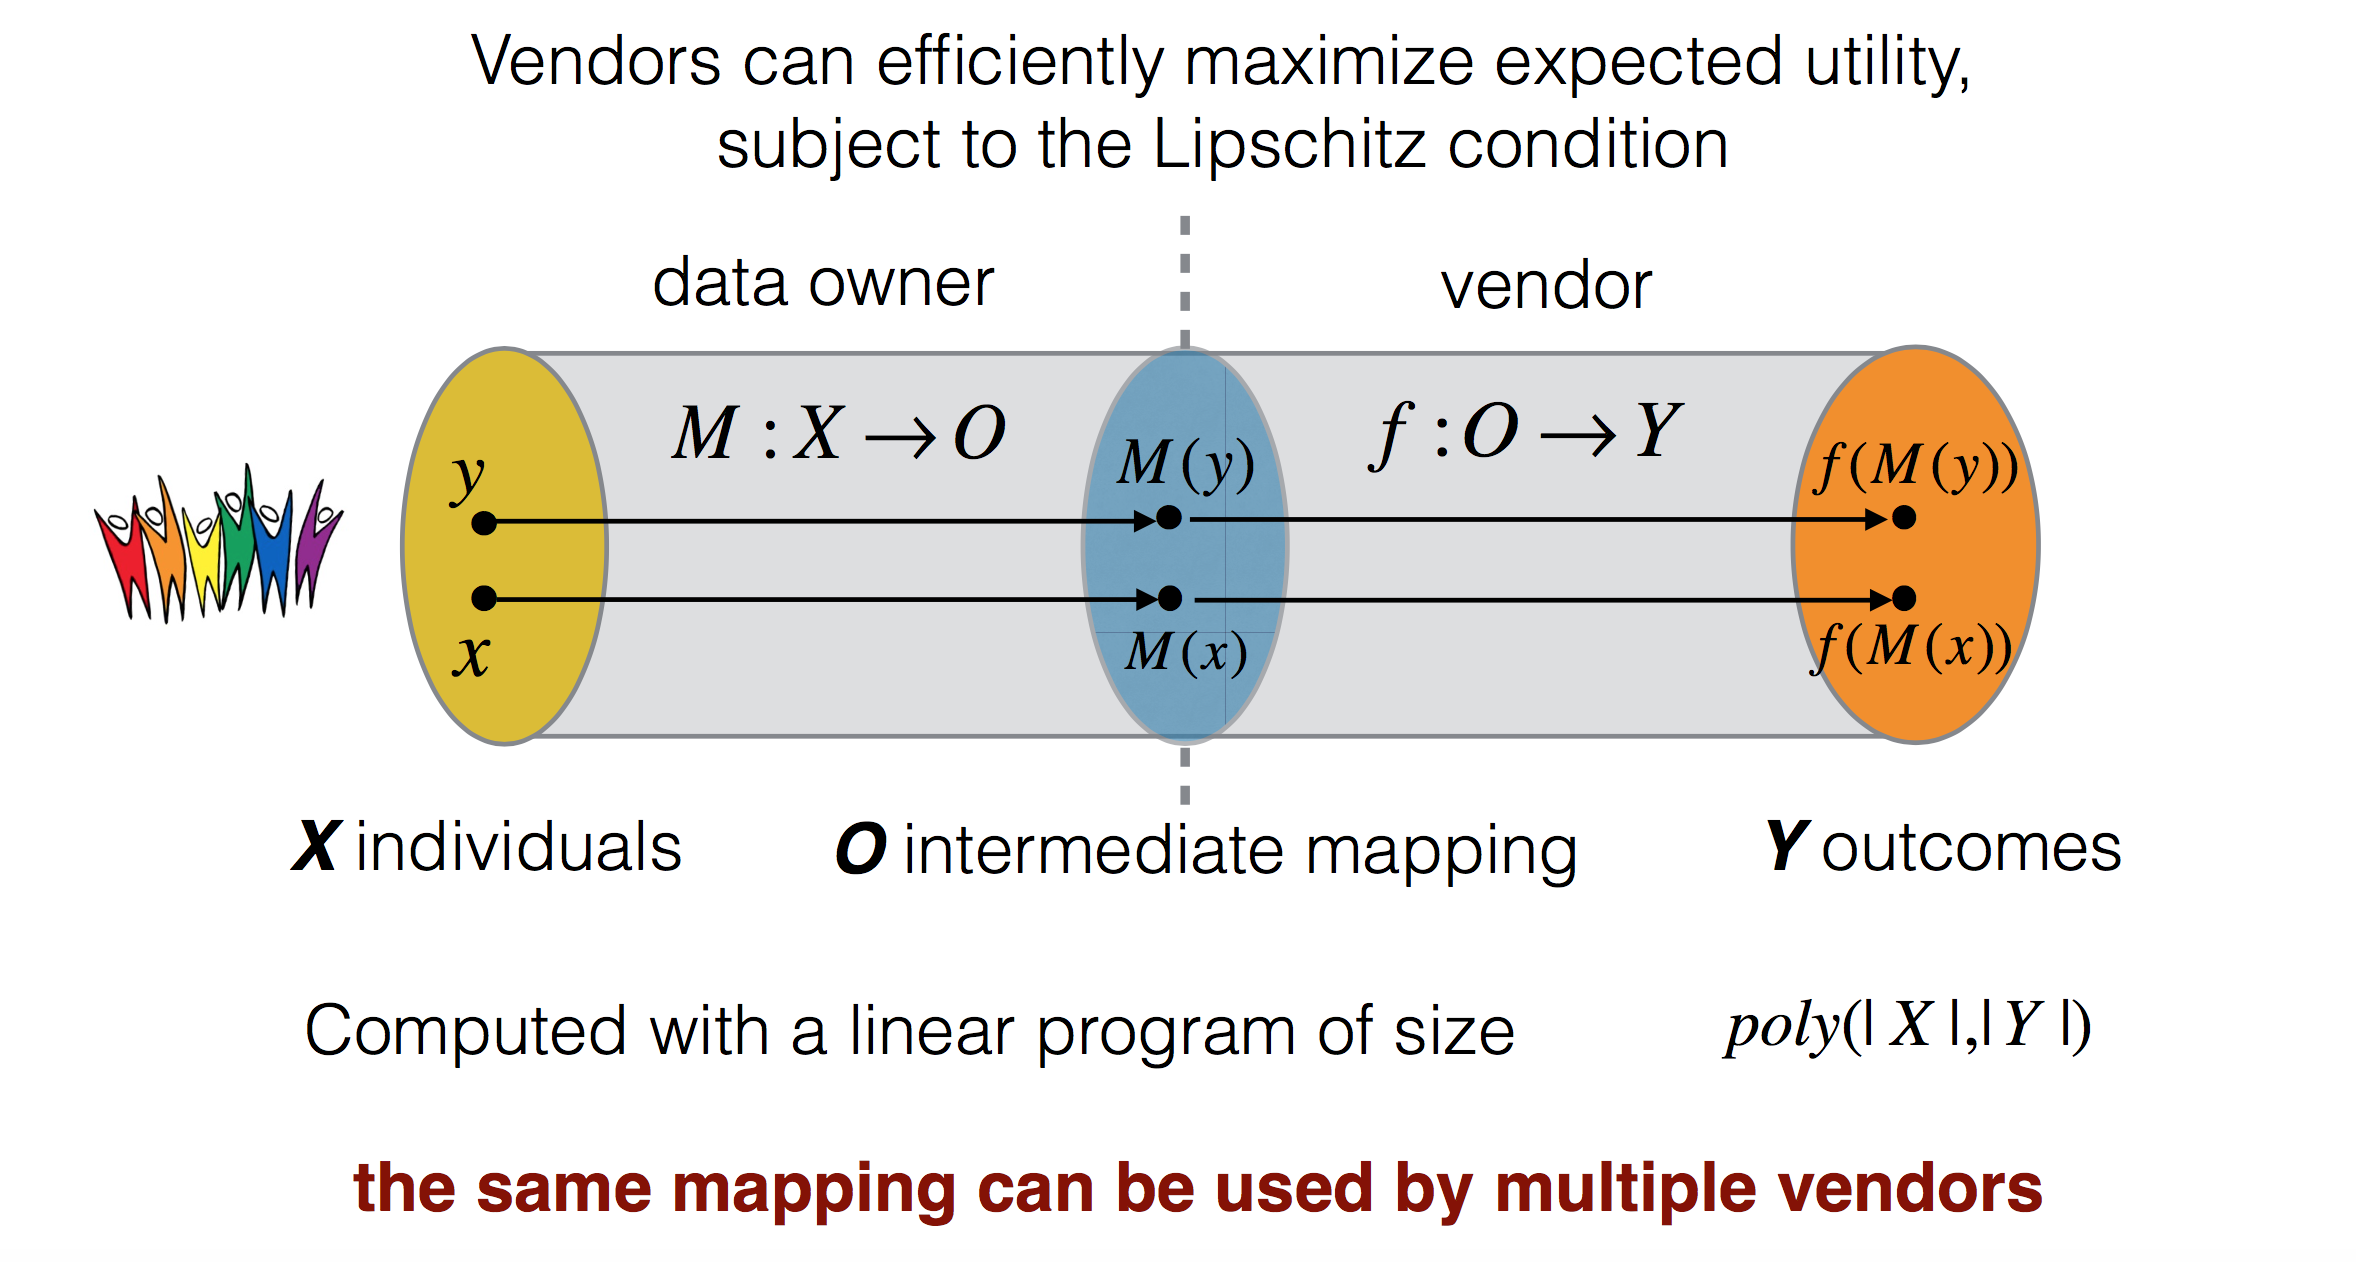 Vendors can efficiently maximize expected utility,
subject to the Lipschitz condition
data owner
vendor
M : X → O
f : O → Y
y
M(y)
f(M(y))
x
M(x)
f(M(x))
X individuals
O intermediate mapping
Y outcomes
Computed with a linear program of size poly(| X |,| Y |)
the same mapping can be used by multiple vendors